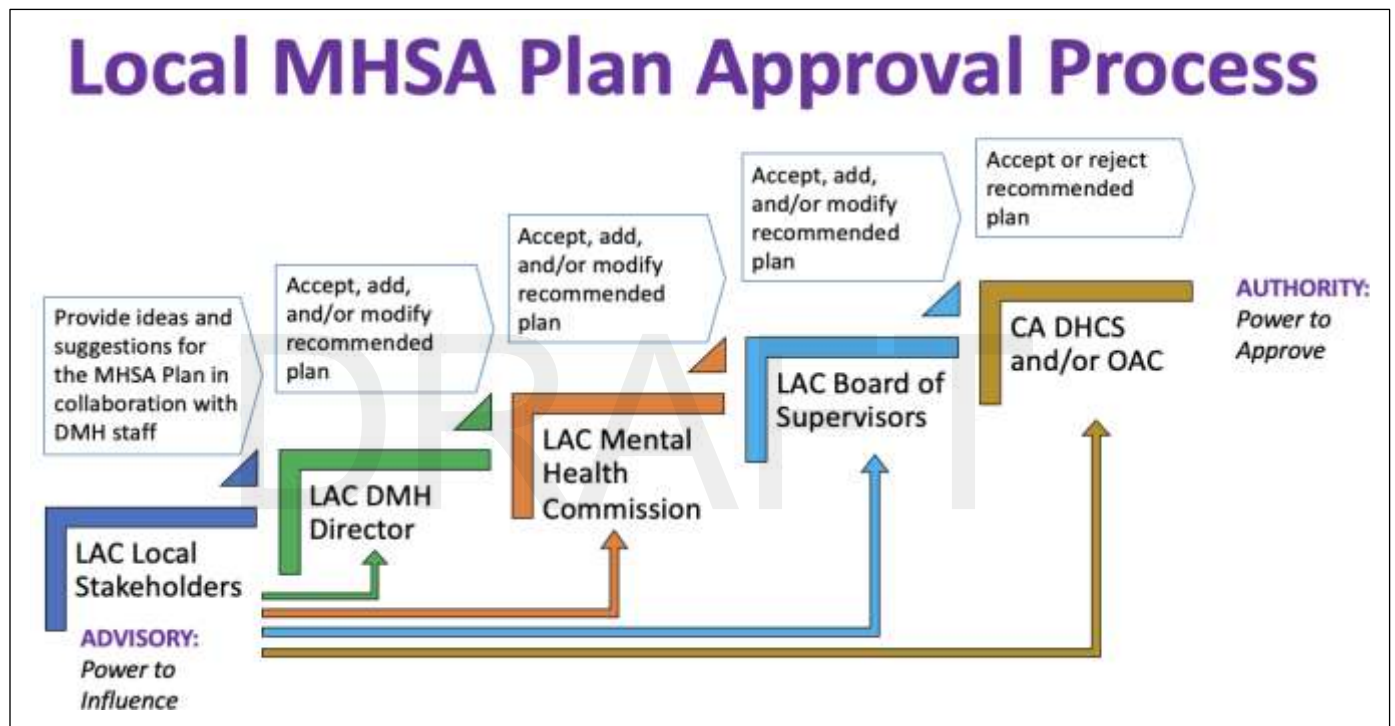 Local MHSA Plan Approval Process
Accept or reject
recommended
plan
Accept, add,
and/or modify
recommended
plan
Accept, add,
and/or modify
recommended
plan
Accept, add,
and/or modify
recommended
plan
Provide ideas and
suggestions for
the MHSA Plan in
collaboration with
DMH staff
AUTHORITY:
Power to
Approve
CA DHCS
and/or OAC
LAC Board of
Supervisors
LAC Mental
Health
Commission
LAC DMH
Director
LAC Local
Stakeholders
ADVISORY:
Power to
Influence
DRAFT